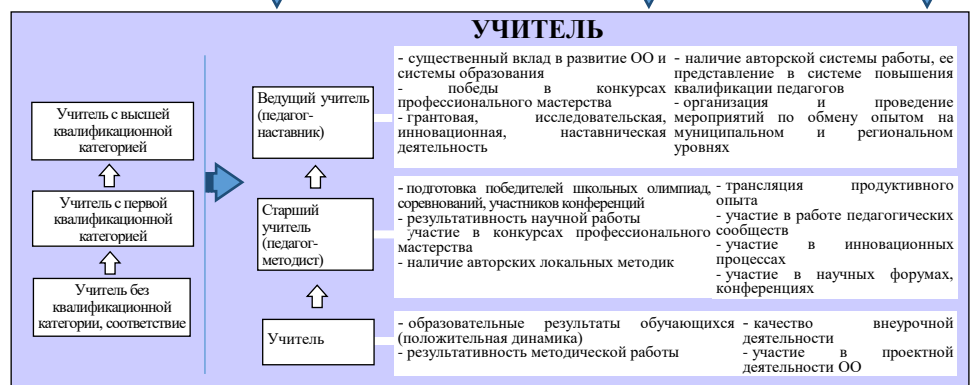 УЧИТЕЛЬ
Учитель с высшей
квалификационной
категорией
Учитель с первой
квалификационной
категорией
Учитель без
квалификационной
категории, соответствие
Ведущий учитель
(педагог-
наставник)
- существенный вклад в развитие ОО и
системы образования
- победы в конкурсах
профессионального мастерства
- грантовая, исследовательская,
инновационная, наставническая
деятельность
- наличие авторской системы работы, ее
представление в системе повышения
квалификации педагогов
- организация и проведение
мероприятий по обмену опытом на
муниципальном и региональном
уровнях
Старший
учитель
(педагог-
методист)
- подготовка победителей школьных олимпиад,
соревнований, участников конференций
- результативность научной работы
- участие в конкурсах профессионального
мастерства
- наличие авторских локальных методик
- трансляция продуктивного
опыта
- участие в работе педагогических
сообществ
- участие в инновационных
процессах
- участие в научных форумах,
конференциях
Учитель
- образовательные результаты обучающихся
(положительная динамика)
- результативность методической работы
- качество внеурочной
деятельности
- участие в проектной
деятельности ОО